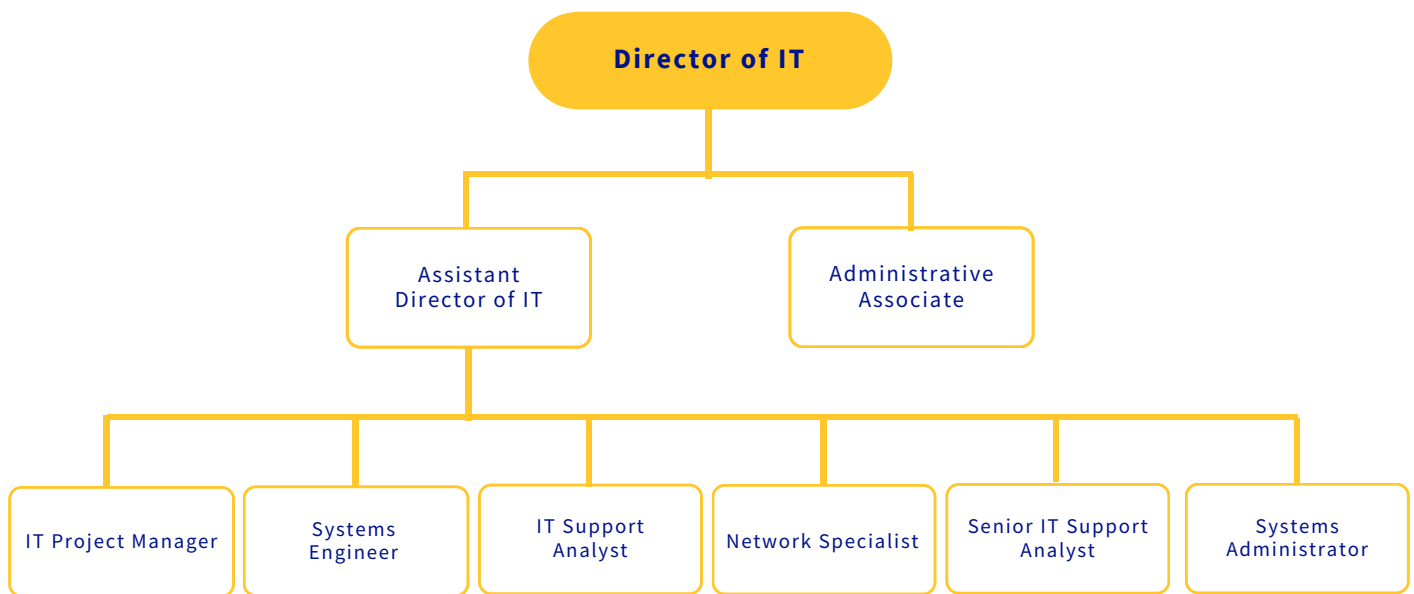 Director of IT
Assistant
Director of IT
Administrative
Associate
IT Project Manager
Systems
Engineer
IT Support
Analyst
Network Specialist
Senior IT Support
Analyst
Systems
Administrator